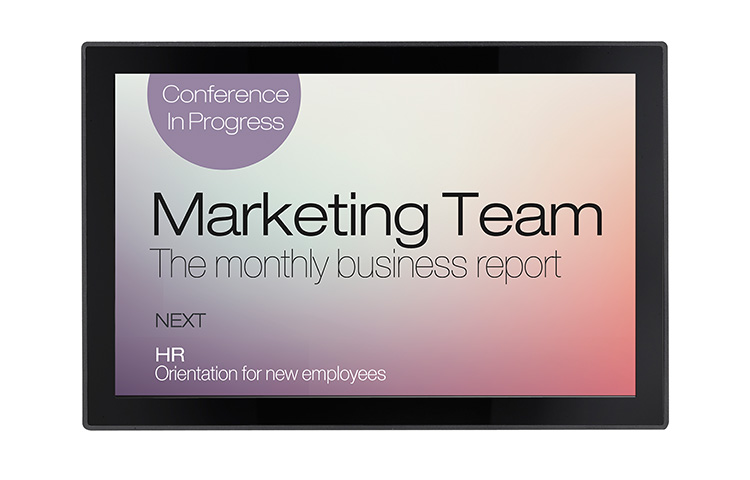 Conference
In Progress
Marketing Team
The monthly business report
NEXT
HR
Orientation for new employees